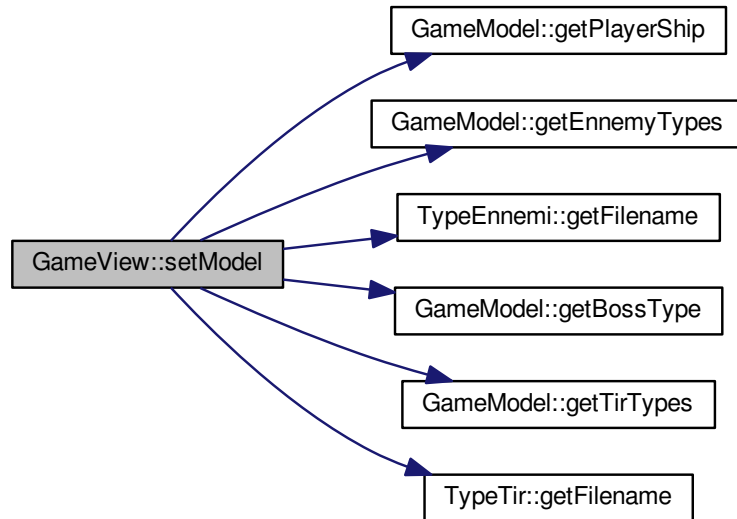 GameModel::getPlayerShip
GameModel::getEnnemyTypes
TypeEnnemi::getFilename
GameView::setModel
GameModel::getBossType
GameModel::getTirTypes
TypeTir::getFilename